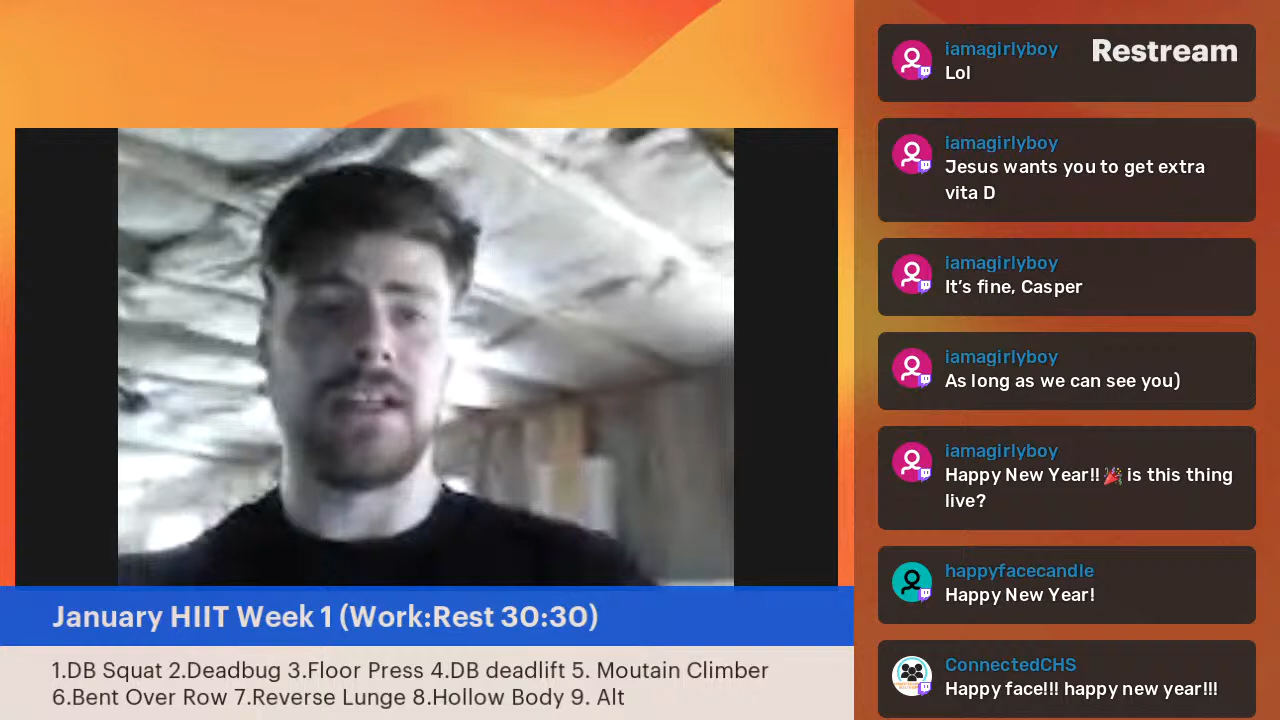 Restream
iamagirlyboy
Lol
iamagirlyboy
Jesus wants you to get extra
vita D
iamagirlyboy
It's fine, Casper
iamagirlyboy
As long as we can see you)
iamagirlyboy
Happy New Year!! 🎉 is this thing
live?
happyfacecandle
Happy New Year!
ConnectedCHS
Happy face!!! happy new year!!!
January HIIT Week 1 (Work:Rest 30:30)
1.DB Squat 2.Deadbug 3.Floor Press 4.DB deadlift 5. Moutain Climber
6.Bent Over Row 7.Reverse Lunge 8.Hollow Body 9. Alt